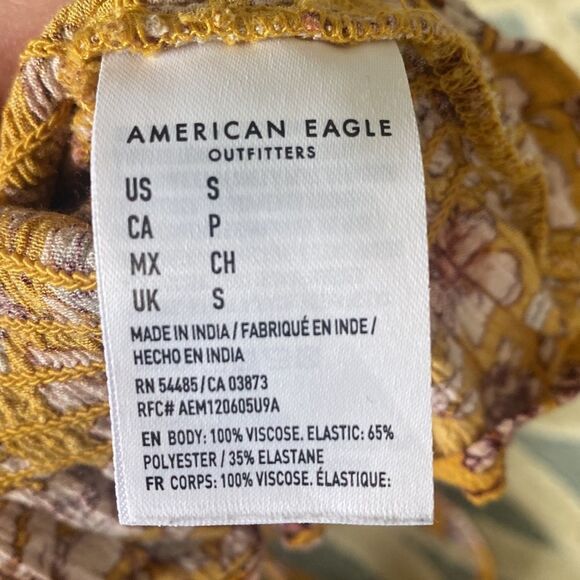 AMERICAN EAGLE
OUTFITTERS
US S
CA P
MX CH
UK S
MADE IN INDIA / FABRIQUÉ EN INDE /
HECHO EN INDIA
RN 54485 / CA 03873
RFC# AEM120605U9A
EN BODY: 100% VISCOSE. ELASTIC: 65%
POLYESTER / 35% ELASTANE
FR CORPS: 100% VISCOSE. ÉLASTIQUE: